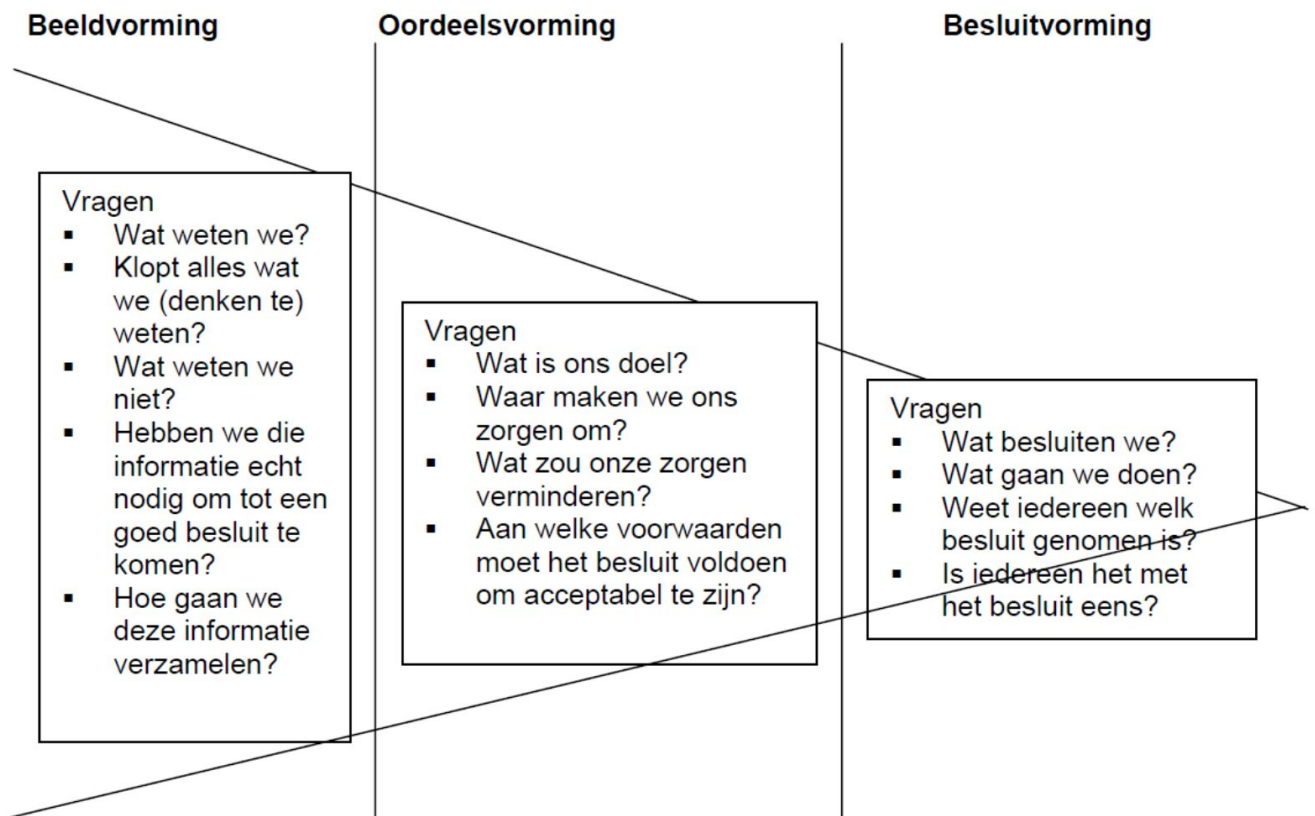 Beeldvorming
Oordeelsvorming
Besluitvorming
Vragen
▪ Wat weten we?
▪ Klopt alles wat
we (denken te)
weten?
▪ Wat weten we
niet?
▪ Hebben we die
informatie echt
nodig om tot een
goed besluit te
komen?
▪ Hoe gaan we
deze informatie
verzamelen?
Vragen
▪ Wat is ons doel?
▪ Waar maken we ons
zorgen om?
▪ Wat zou onze zorgen
verminderen?
▪ Aan welke voorwaarden
moet het besluit voldoen
om acceptabel te zijn?
Vragen
▪ Wat besluiten we?
▪ Wat gaan we doen?
▪ Weet iedereen welk
besluit genomen is?
▪ Is iedereen het met
het besluit eens?